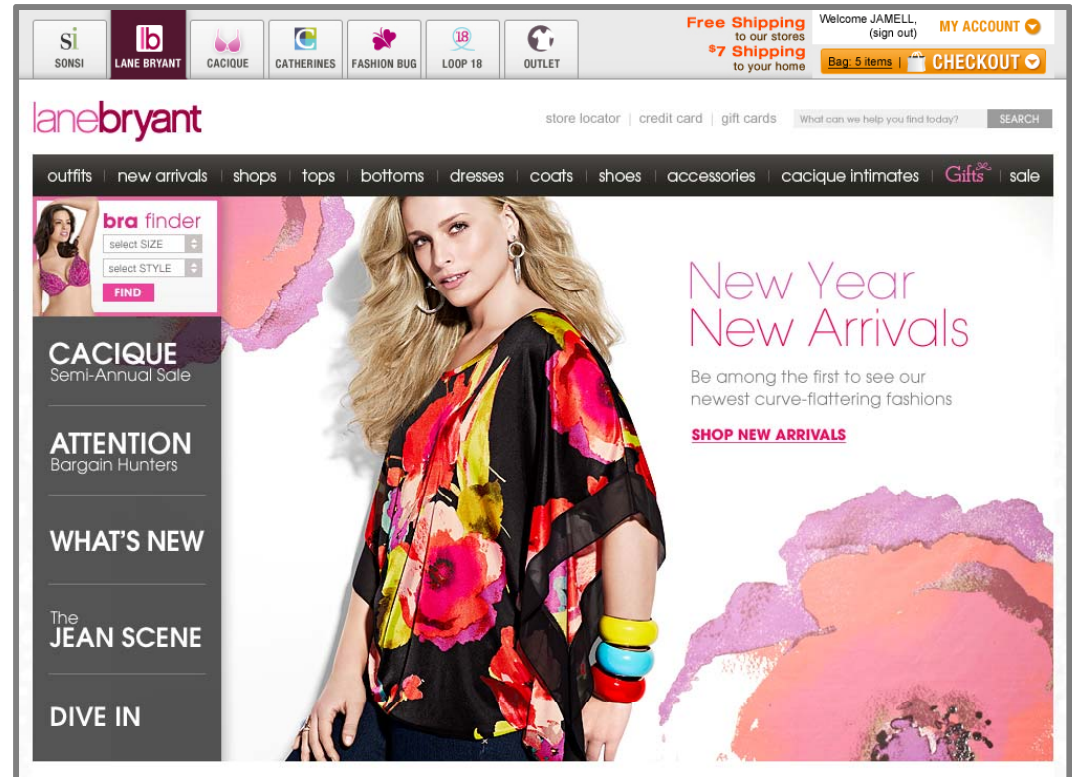 si
SONSI
lb
LANE BRYANT
CACIQUE
C
CATHERINES
FASHION BUG
18
LOOP 18
OUTLET
Free Shipping
to our stores
$7 Shipping
to your home
Welcome JAMELL,
(sign out)
MY ACCOUNT
Bag: 5 items | CHECKOUT
lanebryant
store locator | credit card | gift cards
What can we help you find today?
SEARCH
outfits | new arrivals | shops | tops | bottoms | dresses | coats | shoes | accessories | cacique intimates | Gifts | sale
bra finder
select SIZE
select STYLE
FIND
CACIQUE
Semi-Annual Sale
ATTENTION
Bargain Hunters
WHAT'S NEW
The
JEAN SCENE
DIVE IN
New Year
New Arrivals
Be among the first to see our
newest curve-flattering fashions
SHOP NEW ARRIVALS